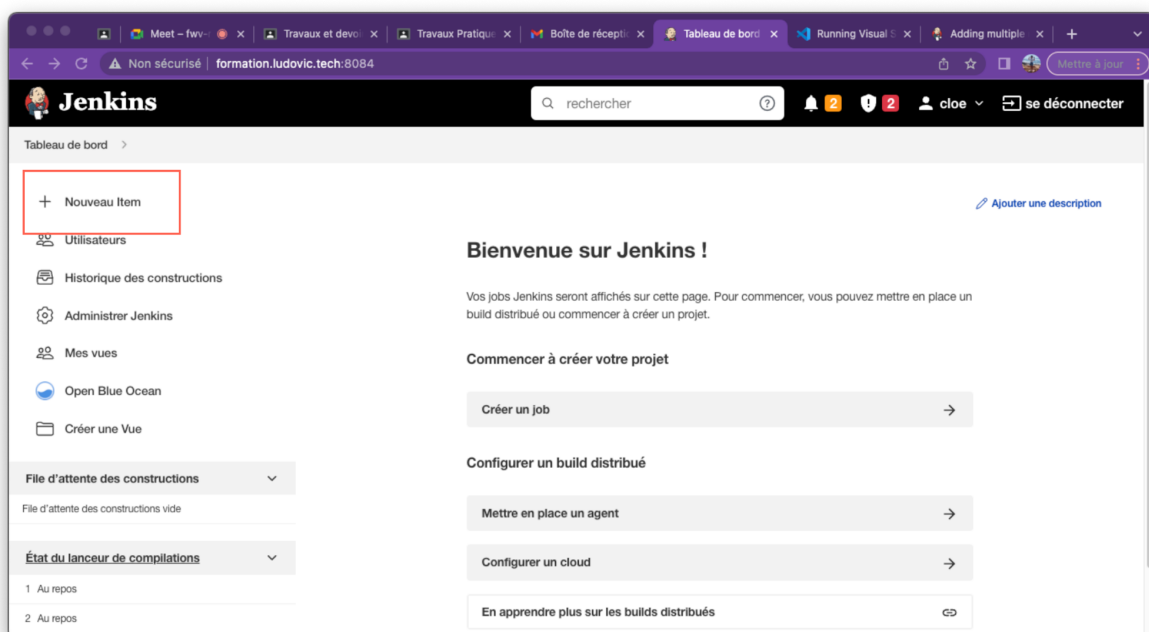 Meet – fwv-
Travaux et devoi
Travaux Pratique
Boîte de réceptic
Tableau de bord
Running Visual S
Adding multiple
Non sécurisé | formation.ludovic.tech:8084
Mettre à jour
Jenkins
rechercher
2
2
cloe
se déconnecter
Tableau de bord
Nouveau Item
Ajouter une description
Utilisateurs
Historique des constructions
Administrer Jenkins
Mes vues
Open Blue Ocean
Créer une Vue
File d'attente des constructions
File d'attente des constructions vide
État du lanceur de compilations
1 Au repos
2 Au repos
Bienvenue sur Jenkins !
Vos jobs Jenkins seront affichés sur cette page. Pour commencer, vous pouvez mettre en place un
build distribué ou commencer à créer un projet.
Commencer à créer votre projet
Créer un job
Configurer un build distribué
Mettre en place un agent
Configurer un cloud
En apprendre plus sur les builds distribués